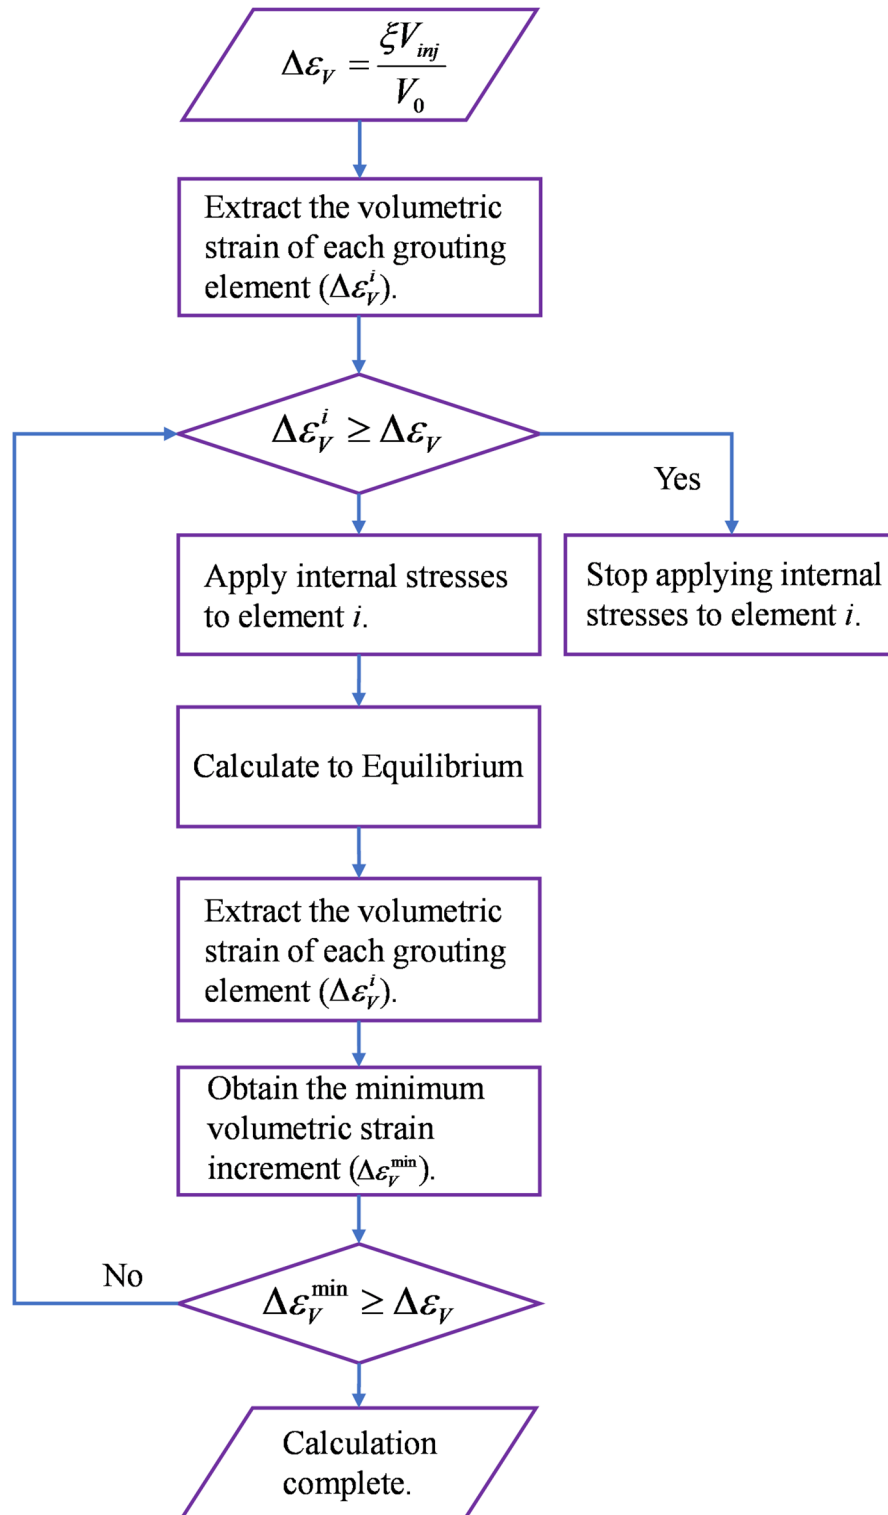 Δε_V = ξV_inj / V_0
Extract the volumetric
strain of each grouting
element (Δε_V^i).
Δε_V^i ≥ Δε_V
Yes
Apply internal stresses
to element i.
Stop applying internal
stresses to element i.
Calculate to Equilibrium
Extract the volumetric
strain of each grouting
element (Δε_V^i).
Obtain the minimum
volumetric strain
increment (Δε_V^min).
No
Δε_V^min ≥ Δε_V
Calculation
complete.